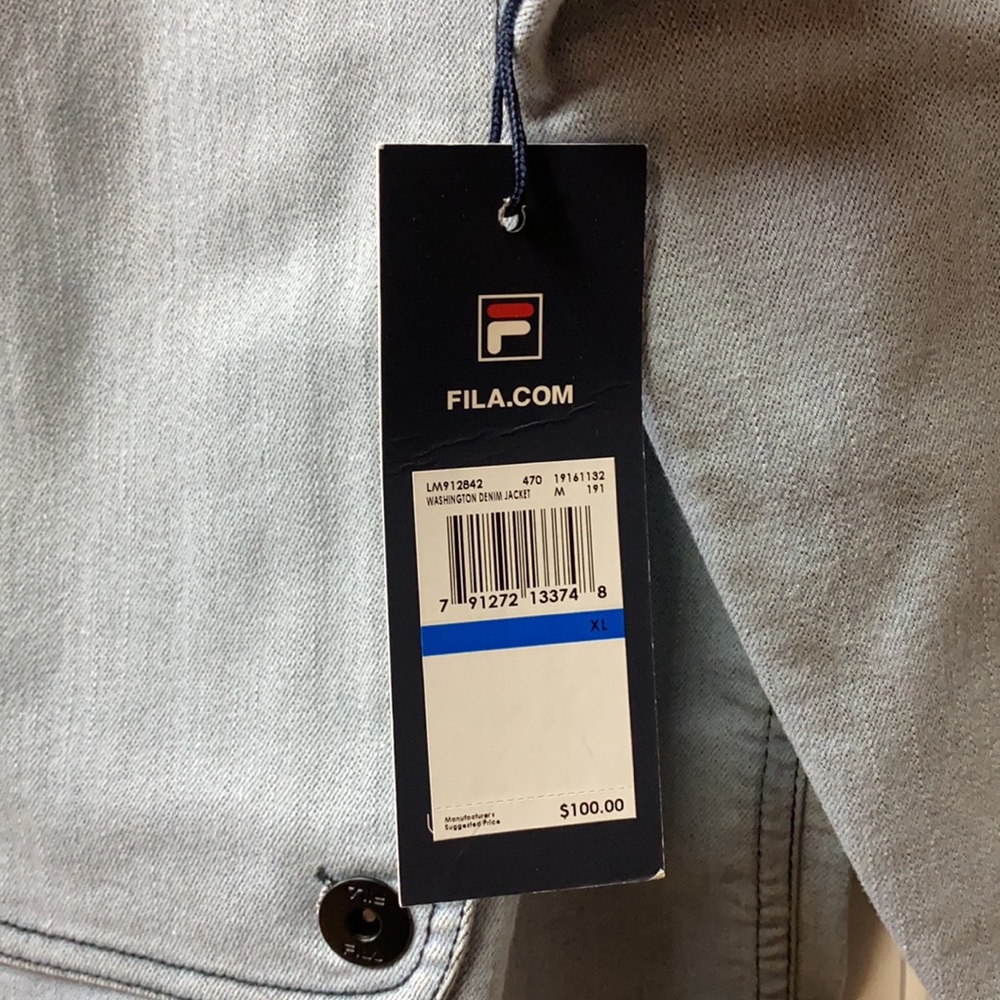 F
FILA.COM
LM912842 470 19161132
WASHINGTON DENIM JACKET M 191
7 91272 13374 8
XL
Manufacturers
Suggested Price
$100.00
FILA